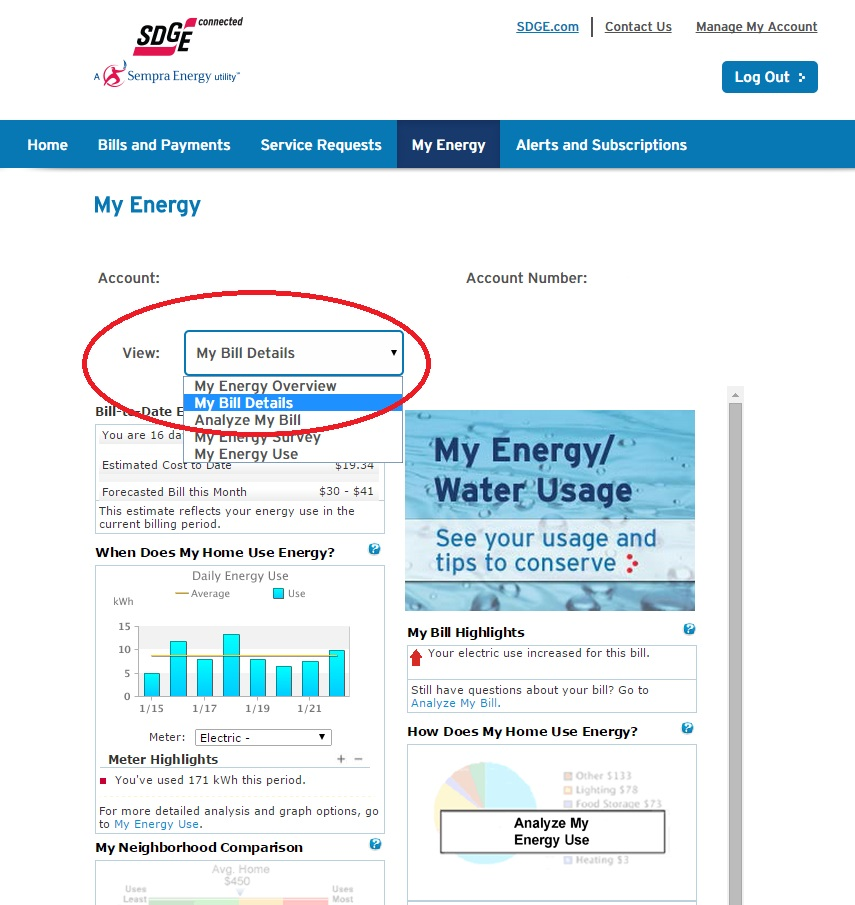 SDGE connected
A Sempra Energy utility™
SDGE.com
Contact Us
Manage My Account
Log Out
Home
Bills and Payments
Service Requests
My Energy
Alerts and Subscriptions
My Energy
Account:
Account Number:
View:
My Bill Details
My Energy Overview
My Bill Details
Analyze My Bill
My Energy Survey
My Energy Use
Bill-to-Date E
You are 16 da
Estimated Cost to Date $19.34
Forecasted Bill this Month $30 - $41
This estimate reflects your energy use in the
current billing period.
When Does My Home Use Energy?
Daily Energy Use
Average
Use
kWh
15
10
5
0
1/15 1/17 1/19 1/21
Meter: Electric -
Meter Highlights + −
You've used 171 kWh this period.
For more detailed analysis and graph options, go
to My Energy Use.
My Neighborhood Comparison
Avg. Home
$450
Uses
Least
Uses
Most
My Energy/
Water Usage
See your usage and
tips to conserve
My Bill Highlights
Your electric use increased for this bill.
Still have questions about your bill? Go to
Analyze My Bill.
How Does My Home Use Energy?
Other $133
Lighting $78
Food Storage $73
Analyze My
Energy Use
Heating $3